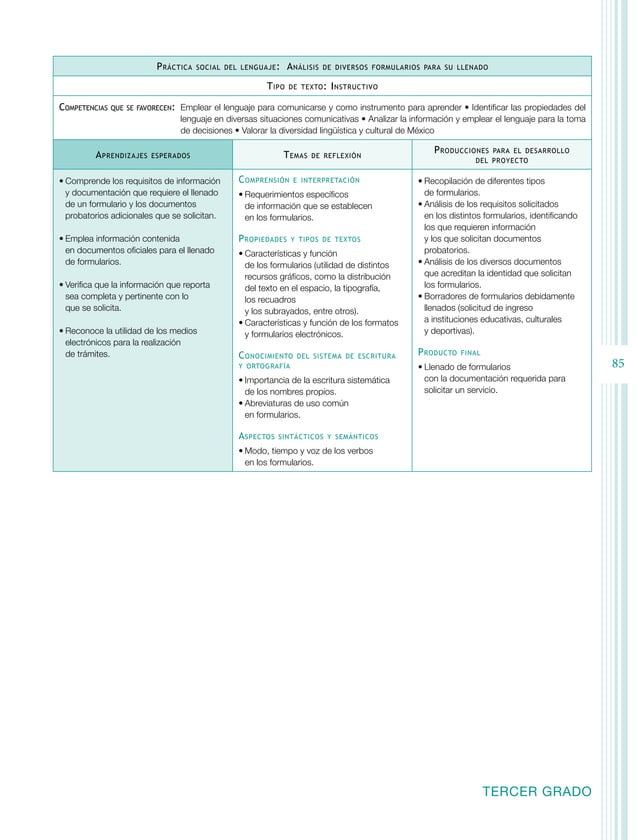 Práctica social del lenguaje: Análisis de diversos formularios para su llenado
Tipo de texto: Instructivo
Competencias que se favorecen: Emplear el lenguaje para comunicarse y como instrumento para aprender • Identificar las propiedades del
lenguaje en diversas situaciones comunicativas • Analizar la información y emplear el lenguaje para la toma
de decisiones • Valorar la diversidad lingüística y cultural de México
Aprendizajes esperados
Temas de reflexión
Producciones para el desarrollo
del proyecto
• Comprende los requisitos de información
y documentación que requiere el llenado
de un formulario y los documentos
probatorios adicionales que se solicitan.
• Emplea información contenida
en documentos oficiales para el llenado
de formularios.
• Verifica que la información que reporta
sea completa y pertinente con lo
que se solicita.
• Reconoce la utilidad de los medios
electrónicos para la realización
de trámites.
Comprensión e interpretación
• Requerimientos específicos
de información que se establecen
en los formularios.
Propiedades y tipos de textos
• Características y función
de los formularios (utilidad de distintos
recursos gráficos, como la distribución
del texto en el espacio, la tipografía,
los recuadros
y los subrayados, entre otros).
• Características y función de los formatos
y formularios electrónicos.
Conocimiento del sistema de escritura
y ortografía
• Importancia de la escritura sistemática
de los nombres propios.
• Abreviaturas de uso común
en formularios.
Aspectos sintácticos y semánticos
• Modo, tiempo y voz de los verbos
en los formularios.
• Recopilación de diferentes tipos
de formularios.
• Análisis de los requisitos solicitados
en los distintos formularios, identificando
los que requieren información
y los que solicitan documentos
probatorios.
• Análisis de los diversos documentos
que acreditan la identidad que solicitan
los formularios.
• Borradores de formularios debidamente
llenados (solicitud de ingreso
a instituciones educativas, culturales
y deportivas).
Producto final
• Llenado de formularios
con la documentación requerida para
solicitar un servicio.
85
TERCER GRADO